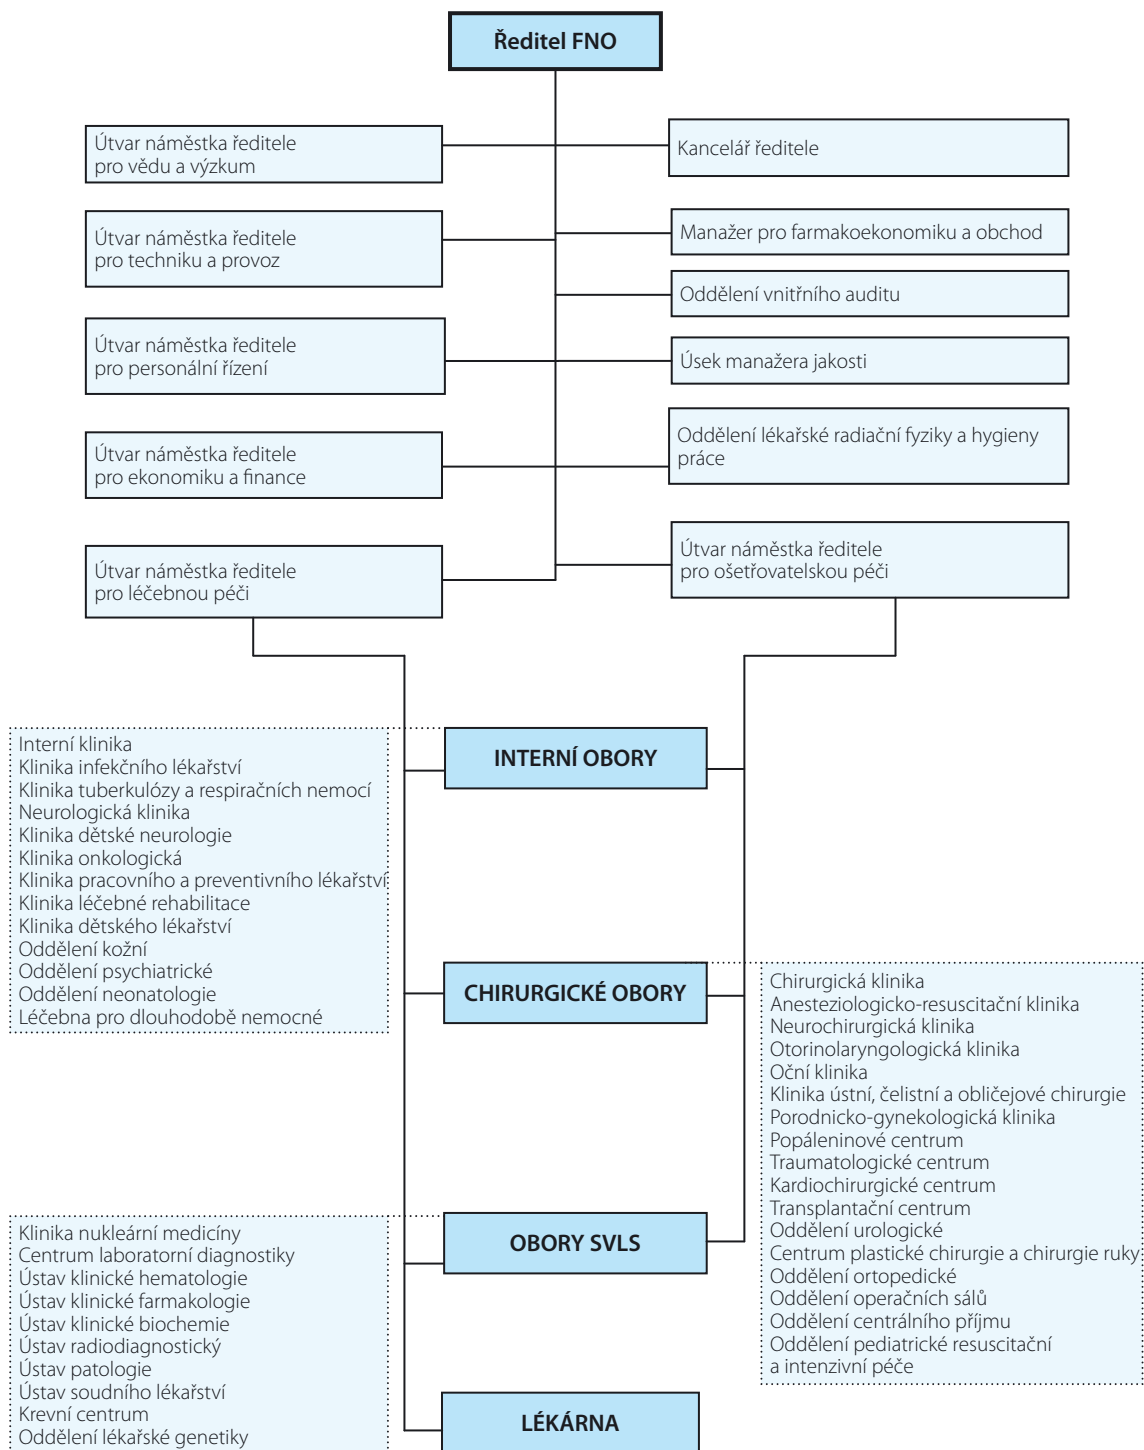 Ředitel FNO
Útvar náměstka ředitele
pro vědu a výzkum
Kancelář ředitele
Útvar náměstka ředitele
pro techniku a provoz
Manažer pro farmakoekonomiku a obchod
Oddělení vnitřního auditu
Útvar náměstka ředitele
pro personální řízení
Úsek manažera jakosti
Útvar náměstka ředitele
pro ekonomiku a finance
Oddělení lékařské radiační fyziky a hygieny
práce
Útvar náměstka ředitele
pro léčebnou péči
Útvar náměstka ředitele
pro ošetřovatelskou péči
INTERNÍ OBORY
Interní klinika
Klinika infekčního lékařství
Klinika tuberkulózy a respiračních nemocí
Neurologická klinika
Klinika dětské neurologie
Klinika onkologická
Klinika pracovního a preventivního lékařství
Klinika léčebné rehabilitace
Klinika dětského lékařství
Oddělení kožní
Oddělení psychiatrické
Oddělení neonatologie
Léčebna pro dlouhodobě nemocné
CHIRURGICKÉ OBORY
Chirurgická klinika
Anesteziologicko-resuscitační klinika
Neurochirurgická klinika
Otorinolaryngologická klinika
Oční klinika
Klinika ústní, čelistní a obličejové chirurgie
Porodnicko-gynekologická klinika
Popáleninové centrum
Traumatologické centrum
Kardiochirurgické centrum
Transplantační centrum
Oddělení urologické
Centrum plastické chirurgie a chirurgie ruky
Oddělení ortopedické
Oddělení operačních sálů
Oddělení centrálního příjmu
Oddělení pediatrické resuscitační
a intenzivní péče
OBORY SVLS
Klinika nukleární medicíny
Centrum laboratorní diagnostiky
Ústav klinické hematologie
Ústav klinické farmakologie
Ústav klinické biochemie
Ústav radiodiagnostický
Ústav patologie
Ústav soudního lékařství
Krevní centrum
Oddělení lékařské genetiky
LÉKÁRNA